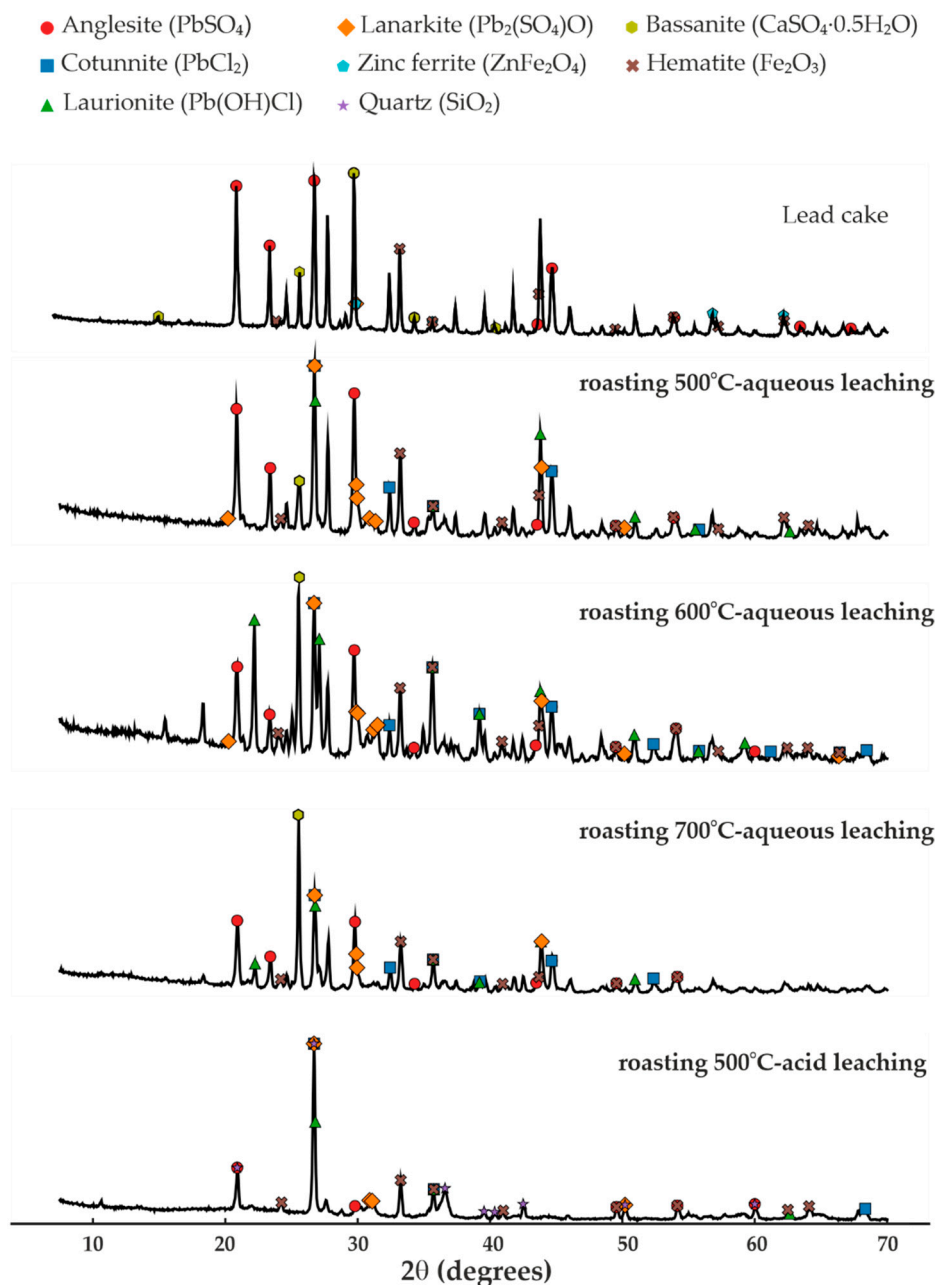 Anglesite (PbSO₄) Lanarkite (Pb₂(SO₄)O) Bassanite (CaSO₄·0.5H₂O)
Cotunnite (PbCl₂) Zinc ferrite (ZnFe₂O₄) Hematite (Fe₂O₃)
Laurionite (Pb(OH)Cl) Quartz (SiO₂)
Lead cake
roasting 500°C-aqueous leaching
roasting 600°C-aqueous leaching
roasting 700°C-aqueous leaching
roasting 500°C-acid leaching
10 20 30 40 50 60 70
2θ (degrees)